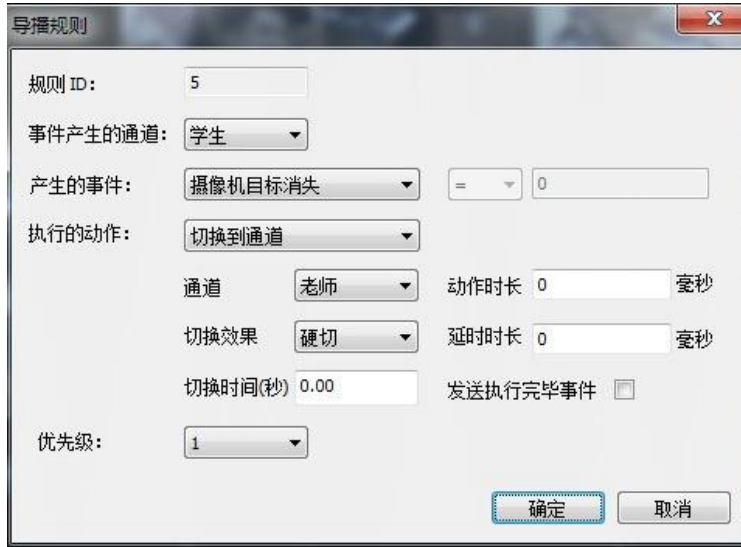 导播规则
规则 ID： 5
事件产生的通道： 学生
产生的事件： 摄像机目标消失 = 0
执行的动作： 切换到通道
通道 老师 动作时长 0 毫秒
切换效果 硬切 延时时长 0 毫秒
切换时间(秒) 0.00 发送执行完毕事件
优先级： 1
确定 取消